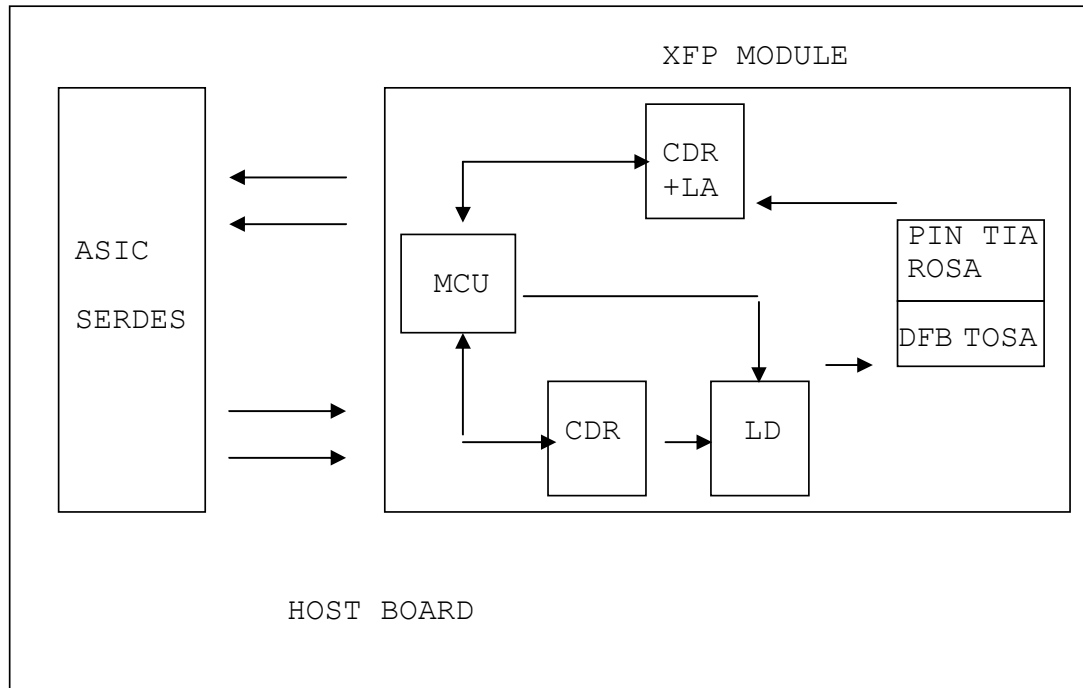 XFP MODULE
CDR
+LA
ASIC
SERDES
MCU
PIN TIA
ROSA
DFB TOSA
CDR
LD
HOST BOARD